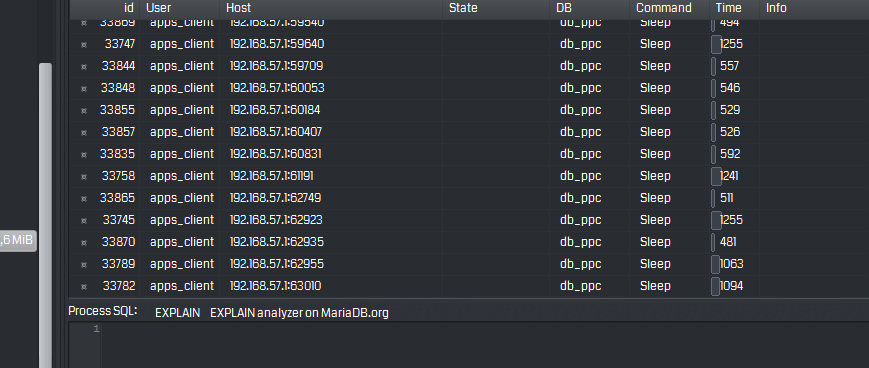 id User Host State DB Command Time Info
33869 apps_client 192.168.57.1:59540 db_ppc Sleep 494
33747 apps_client 192.168.57.1:59640 db_ppc Sleep 1255
33844 apps_client 192.168.57.1:59709 db_ppc Sleep 557
33848 apps_client 192.168.57.1:60053 db_ppc Sleep 546
33855 apps_client 192.168.57.1:60184 db_ppc Sleep 529
33857 apps_client 192.168.57.1:60407 db_ppc Sleep 526
33835 apps_client 192.168.57.1:60831 db_ppc Sleep 592
33758 apps_client 192.168.57.1:61191 db_ppc Sleep 1241
33865 apps_client 192.168.57.1:62749 db_ppc Sleep 511
33745 apps_client 192.168.57.1:62923 db_ppc Sleep 1255
,6 MiB
33870 apps_client 192.168.57.1:62935 db_ppc Sleep 481
33789 apps_client 192.168.57.1:62955 db_ppc Sleep 1063
33782 apps_client 192.168.57.1:63010 db_ppc Sleep 1094
Process SQL: EXPLAIN EXPLAIN analyzer on MariaDB.org
1